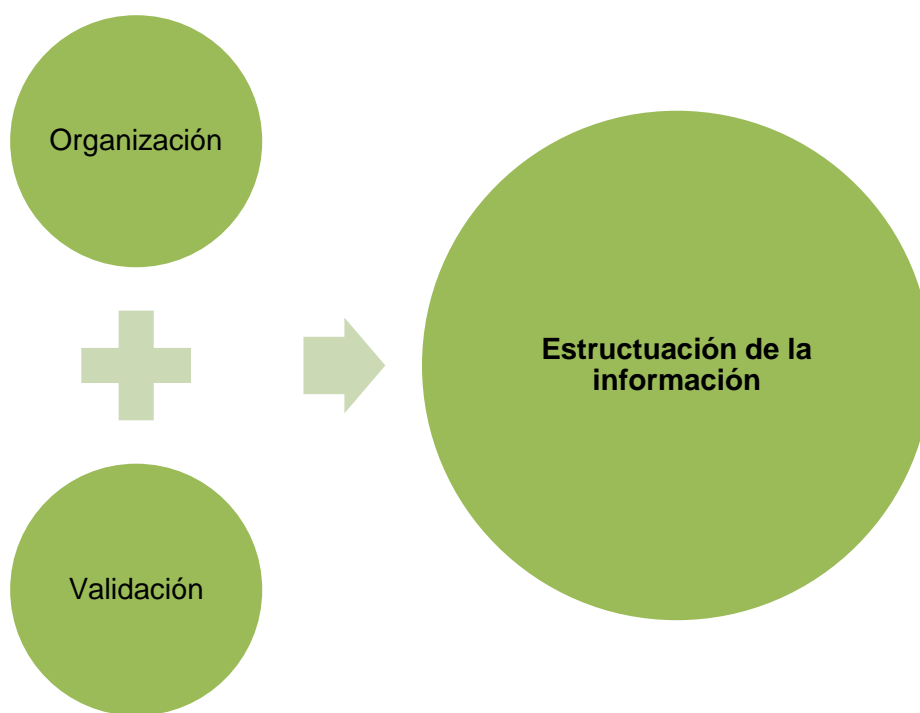 Organización
Validación
Estructuación de la
información